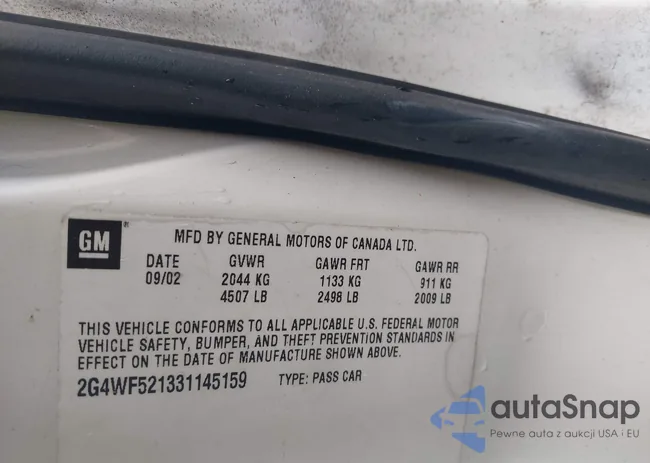 GM
MFD BY GENERAL MOTORS OF CANADA LTD.
DATE GVWR GAWR FRT GAWR RR
09/02 2044 KG 1133 KG 911 KG
4507 LB 2498 LB 2009 LB
THIS VEHICLE CONFORMS TO ALL APPLICABLE U.S. FEDERAL MOTOR
VEHICLE SAFETY, BUMPER, AND THEFT PREVENTION STANDARDS IN
EFFECT ON THE DATE OF MANUFACTURE SHOWN ABOVE.
2G4WF521331145159 TYPE: PASS CAR
autaSnap
Pewne auta z aukcji USA i EU